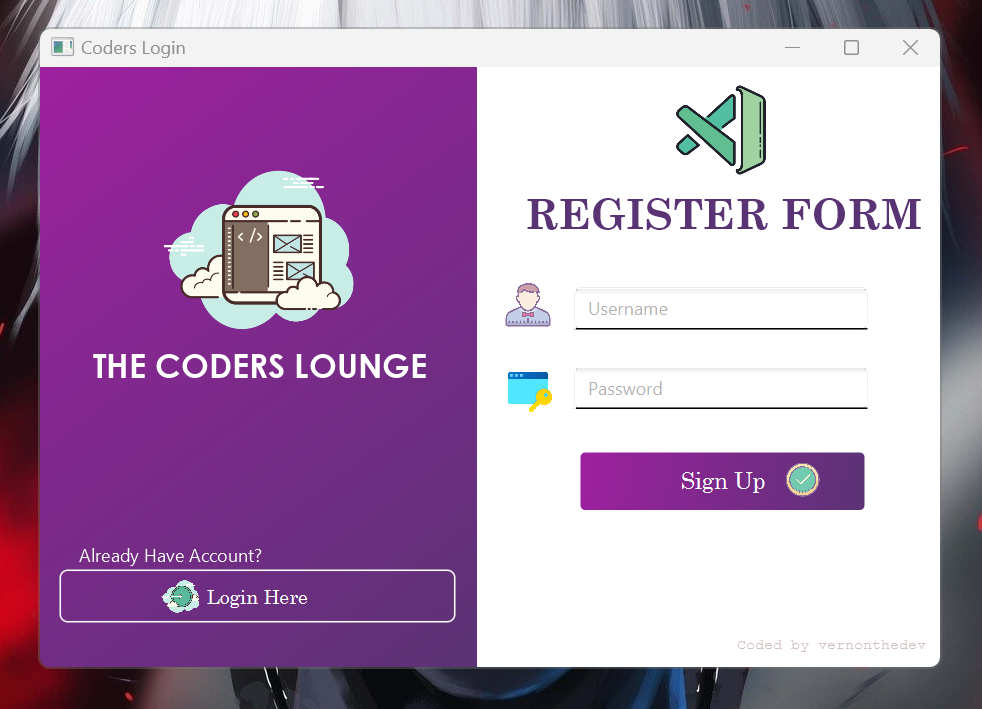 Coders Login
</>
THE CODERS LOUNGE
Already Have Account?
Login Here
REGISTER FORM
Username
Password
Sign Up
Coded by vernonthedev